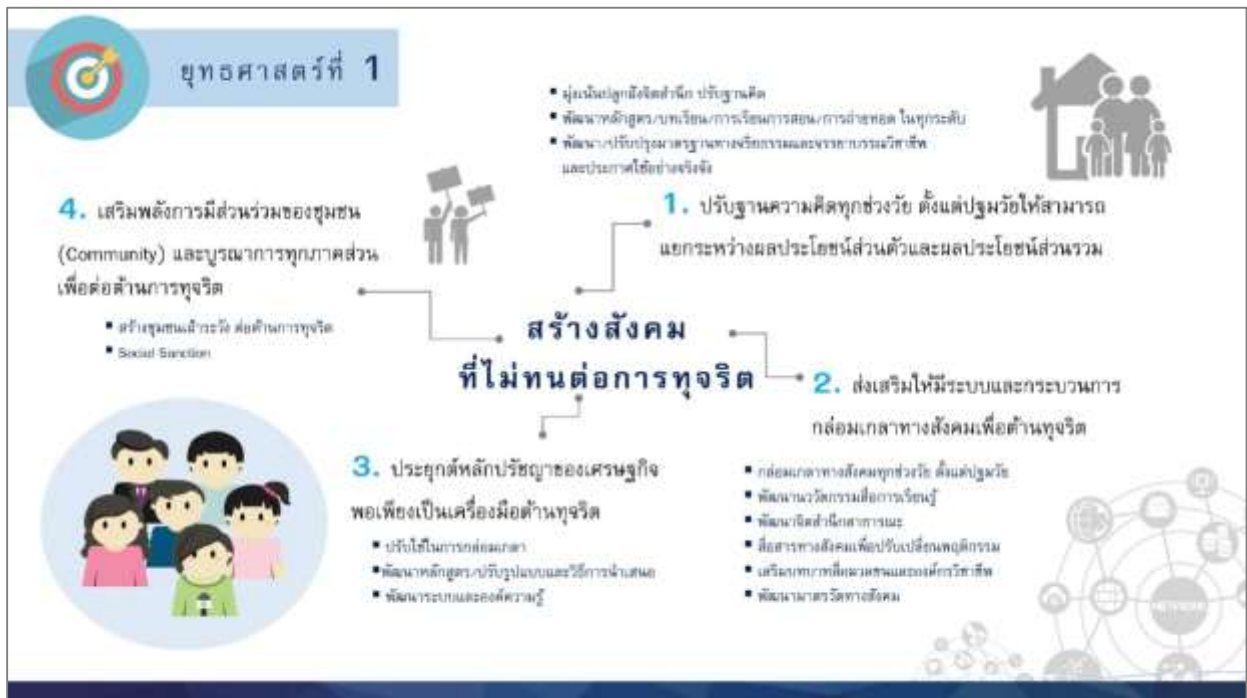 ยุทธศาสตร์ที่ 1
▪ มุ่งเน้นปลูกฝังจิตสำนึก ปรับฐานคิด
▪ พัฒนาหลักสูตร/บทเรียน/การเรียนการสอน/การถ่ายทอด ในทุกระดับ
▪ พัฒนา/ปรับปรุงมาตรฐานทางจริยธรรมและจรรยาบรรณวิชาชีพ
และประกาศใช้อย่างจริงจัง
1. ปรับฐานความคิดทุกช่วงวัย ตั้งแต่ปฐมวัยให้สามารถ
แยกระหว่างผลประโยชน์ส่วนตัวและผลประโยชน์ส่วนรวม
4. เสริมพลังการมีส่วนร่วมของชุมชน
(Community) และบูรณาการทุกภาคส่วน
เพื่อต่อต้านการทุจริต
▪ สร้างชุมชนเฝ้าระวัง ต่อต้านการทุจริต
▪ Social Sanction
สร้างสังคม
ที่ไม่ทนต่อการทุจริต
2. ส่งเสริมให้มีระบบและกระบวนการ
กล่อมเกลาทางสังคมเพื่อต้านทุจริต
▪ กล่อมเกลาทางสังคมทุกช่วงวัย ตั้งแต่ปฐมวัย
▪ พัฒนานวัตกรรมสื่อการเรียนรู้
▪ พัฒนาจิตสำนึกสาธารณะ
▪ สื่อสารทางสังคมเพื่อปรับเปลี่ยนพฤติกรรม
▪ เสริมบทบาทสื่อมวลชนและองค์กรวิชาชีพ
▪ พัฒนามาตรวัดทางสังคม
3. ประยุกต์หลักปรัชญาของเศรษฐกิจ
พอเพียงเป็นเครื่องมือต้านทุจริต
▪ ปรับใช้ในการกล่อมเกลา
▪ พัฒนาหลักสูตร/ปรับรูปแบบและวิธีการนำเสนอ
▪ พัฒนาระบบและองค์ความรู้
NETWORK